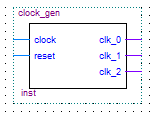 clock_gen
clock clk_0
reset clk_1
clk_2
inst